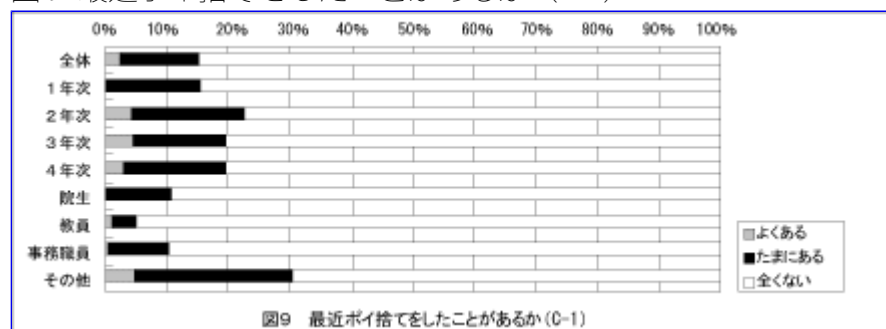 0% 10% 20% 30% 40% 50% 60% 70% 80% 90% 100%
全体
1年次
2年次
3年次
4年次
院生
教員
事務職員
その他
よくある
たまにある
全くない
図9 最近ポイ捨てをしたことがあるか(C-1)